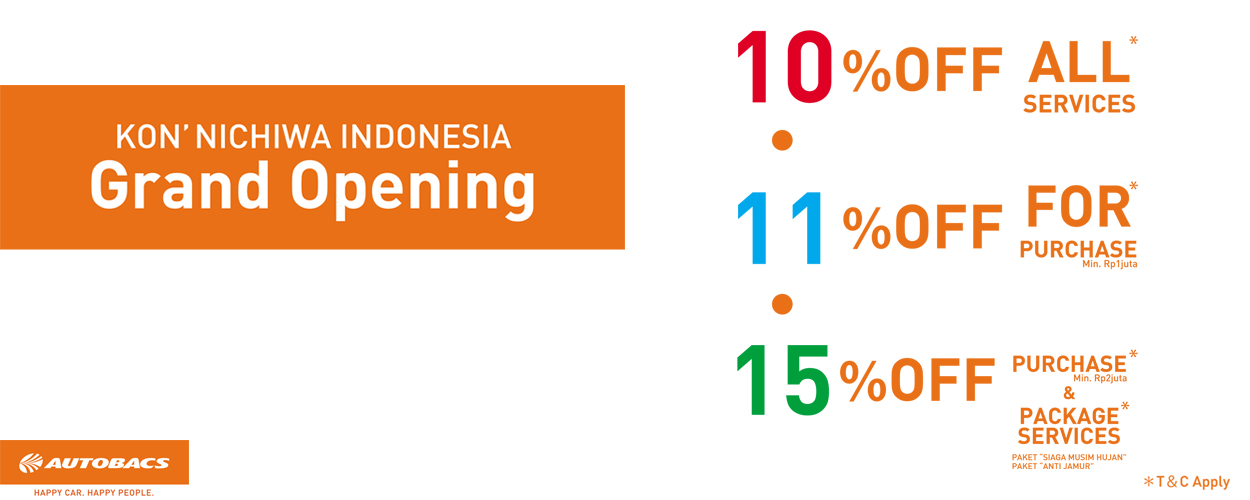 KON’ NICHIWA INDONESIA
Grand Opening
10 %OFF ALL*
SERVICES
11 %OFF FOR*
PURCHASE
Min. Rp1juta
15 %OFF PURCHASE*
Min. Rp2juta
&
PACKAGE*
SERVICES
PAKET "SIAGA MUSIM HUJAN"
PAKET "ANTI JAMUR"
*T&C Apply
AUTOBACS
HAPPY CAR. HAPPY PEOPLE.